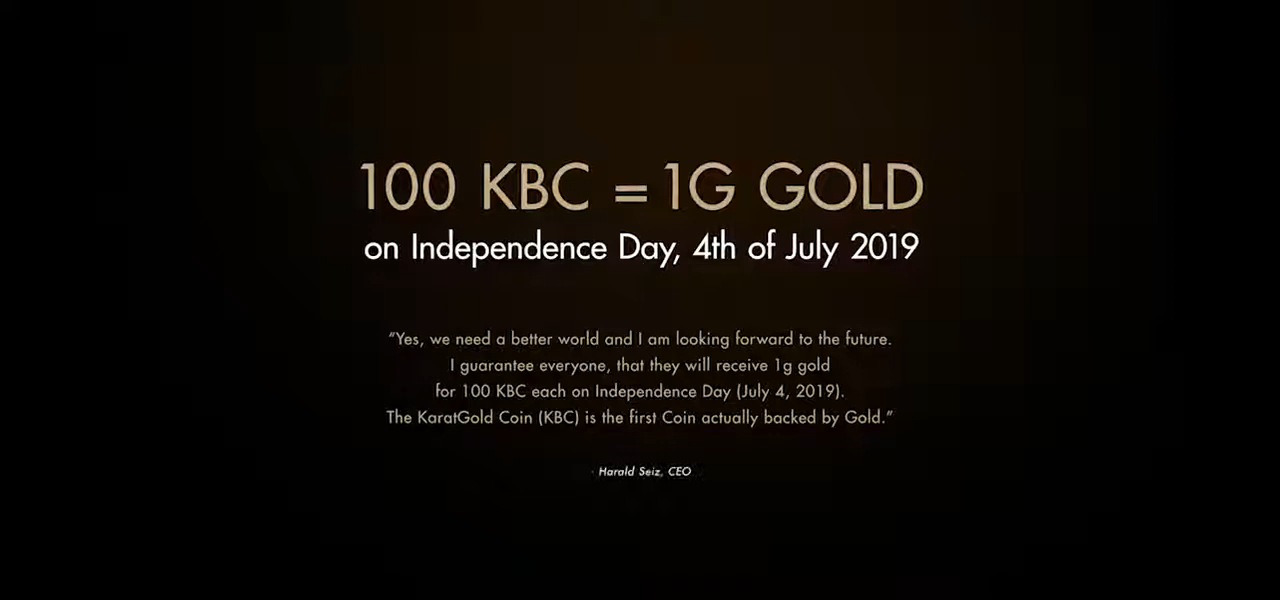 100 KBC = 1G GOLD
on Independence Day, 4th of July 2019
“Yes, we need a better world and I am looking forward to the future.
I guarantee everyone, that they will receive 1g gold
for 100 KBC each on Independence Day (July 4, 2019).
The KaratGold Coin (KBC) is the first Coin actually backed by Gold.”
- Harald Seiz, CEO